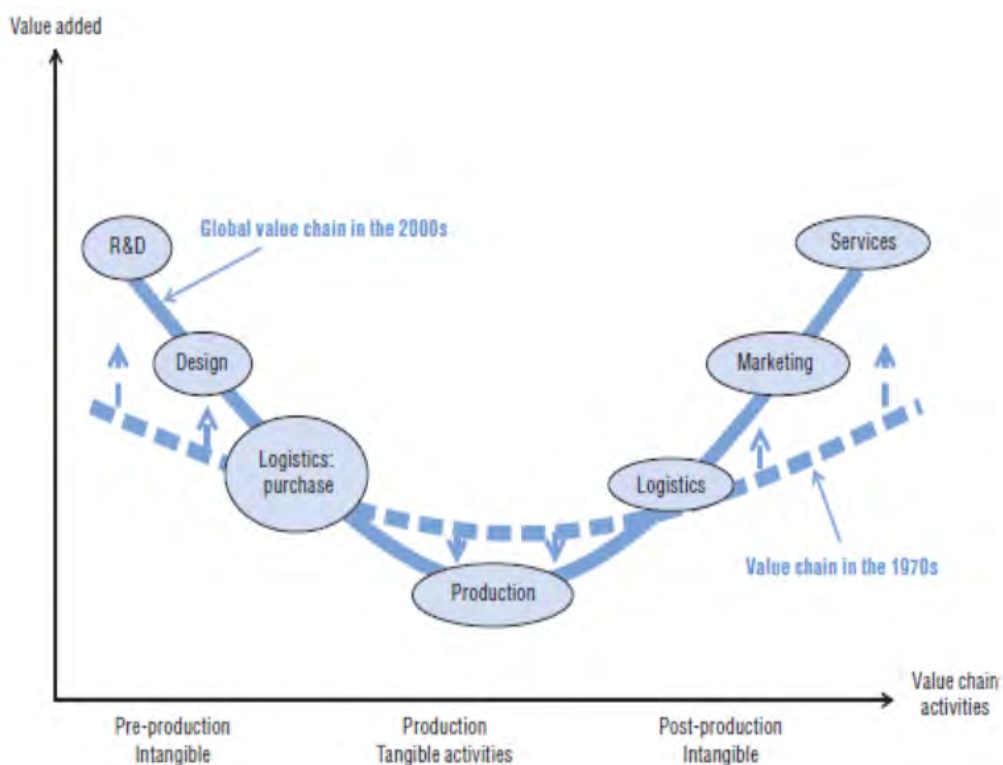 Value added
Global value chain in the 2000s
R&D
Services
Design
Marketing
Logistics:
purchase
Logistics
Production
Value chain in the 1970s
Value chain
activities
Pre-production
Intangible
Production
Tangible activities
Post-production
Intangible